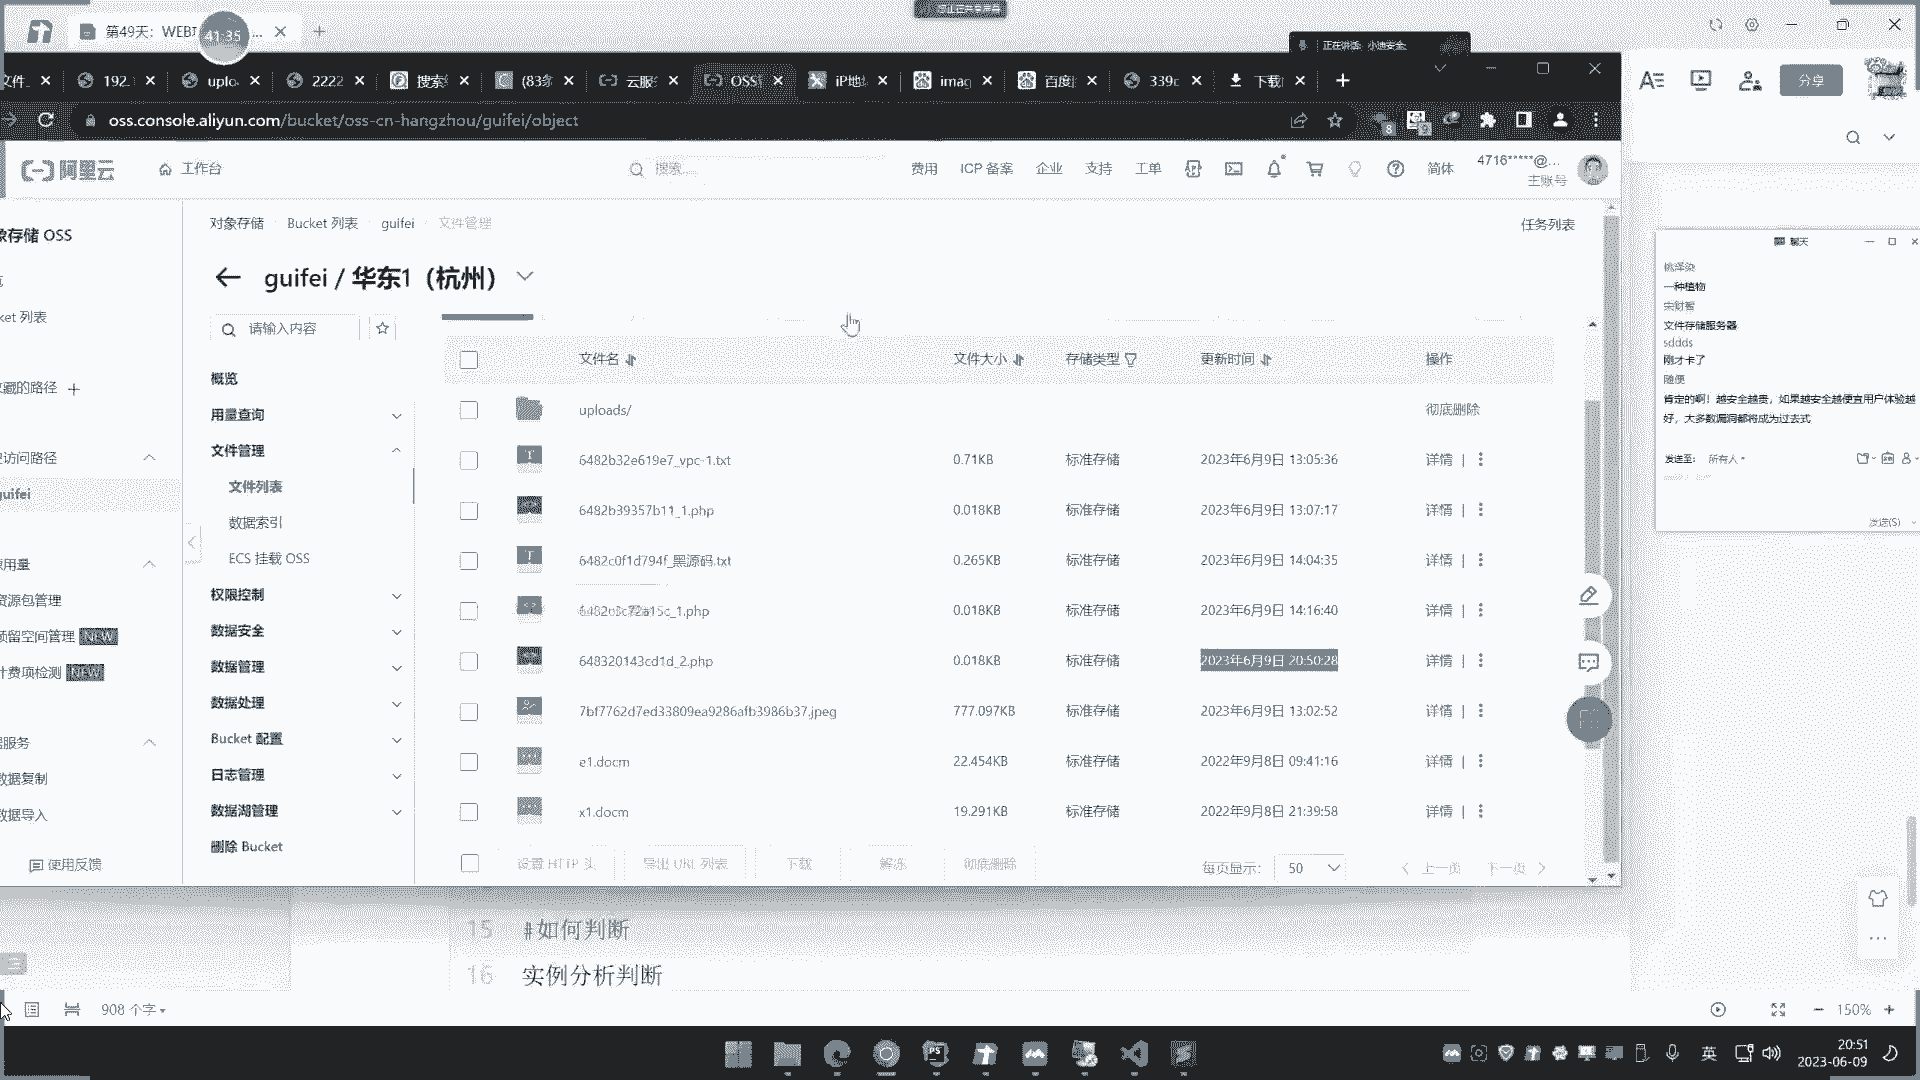 第49天：WEB
41:35
正在讲话: 小迪安全
文件
192.
uplo
2222
搜索
(83条
云服
OSS
IP地
imag
百度
339c
下载
oss.console.aliyun.com/bucket/oss-cn-hangzhou/guifei/object
分享
阿里云
工作台
搜索...
费用
ICP 备案
企业
支持
工单
简体
4716*****@...
主账号
象存储 OSS
ket 列表
收藏的路径
访问路径
guifei
用量
资源包管理
预留空间管理 NEW
计费项检测 NEW
服务
数据复制
数据导入
使用反馈
对象存储
Bucket 列表
guifei
文件管理
任务列表
guifei / 华东1（杭州）
请输入内容
概览
用量查询
文件管理
文件列表
数据索引
ECS 挂载 OSS
权限控制
数据安全
数据管理
数据处理
Bucket 配置
日志管理
数据湖管理
删除 Bucket
文件名 文件大小 存储类型 更新时间 操作
uploads/ 彻底删除
6482b32e619e7_vpc-1.txt 0.71KB 标准存储 2023年6月9日 13:05:36 详情
6482b39357b11_1.php 0.018KB 标准存储 2023年6月9日 13:07:17 详情
6482c0f1d794f_黑源码.txt 0.265KB 标准存储 2023年6月9日 14:04:35 详情
0.018KB 标准存储 2023年6月9日 14:16:40 详情
648320143cd1d_2.php 0.018KB 标准存储 2023年6月9日 20:50:28 详情
7bf7762d7ed33809ea9286afb3986b37.jpeg 777.097KB 标准存储 2023年6月9日 13:02:52 详情
e1.docm 22.454KB 标准存储 2022年9月8日 09:41:16 详情
x1.docm 19.291KB 标准存储 2022年9月8日 21:39:58 详情
设置 HTTP 头
导出 URL 列表
下载
解冻
彻底删除
每页显示: 50
上一页
下一页
聊天
一种植物
文件存储服务器
sddds
刚才卡了
随便
肯定的啊！越安全越贵，如果越安全越便宜用户体验越
好，大多数漏洞都将成为过去式
发送至: 所有人
发送(S)
15 #如何判断
16 实例分析判断
908 个字
150%
英
20:51
2023-06-09